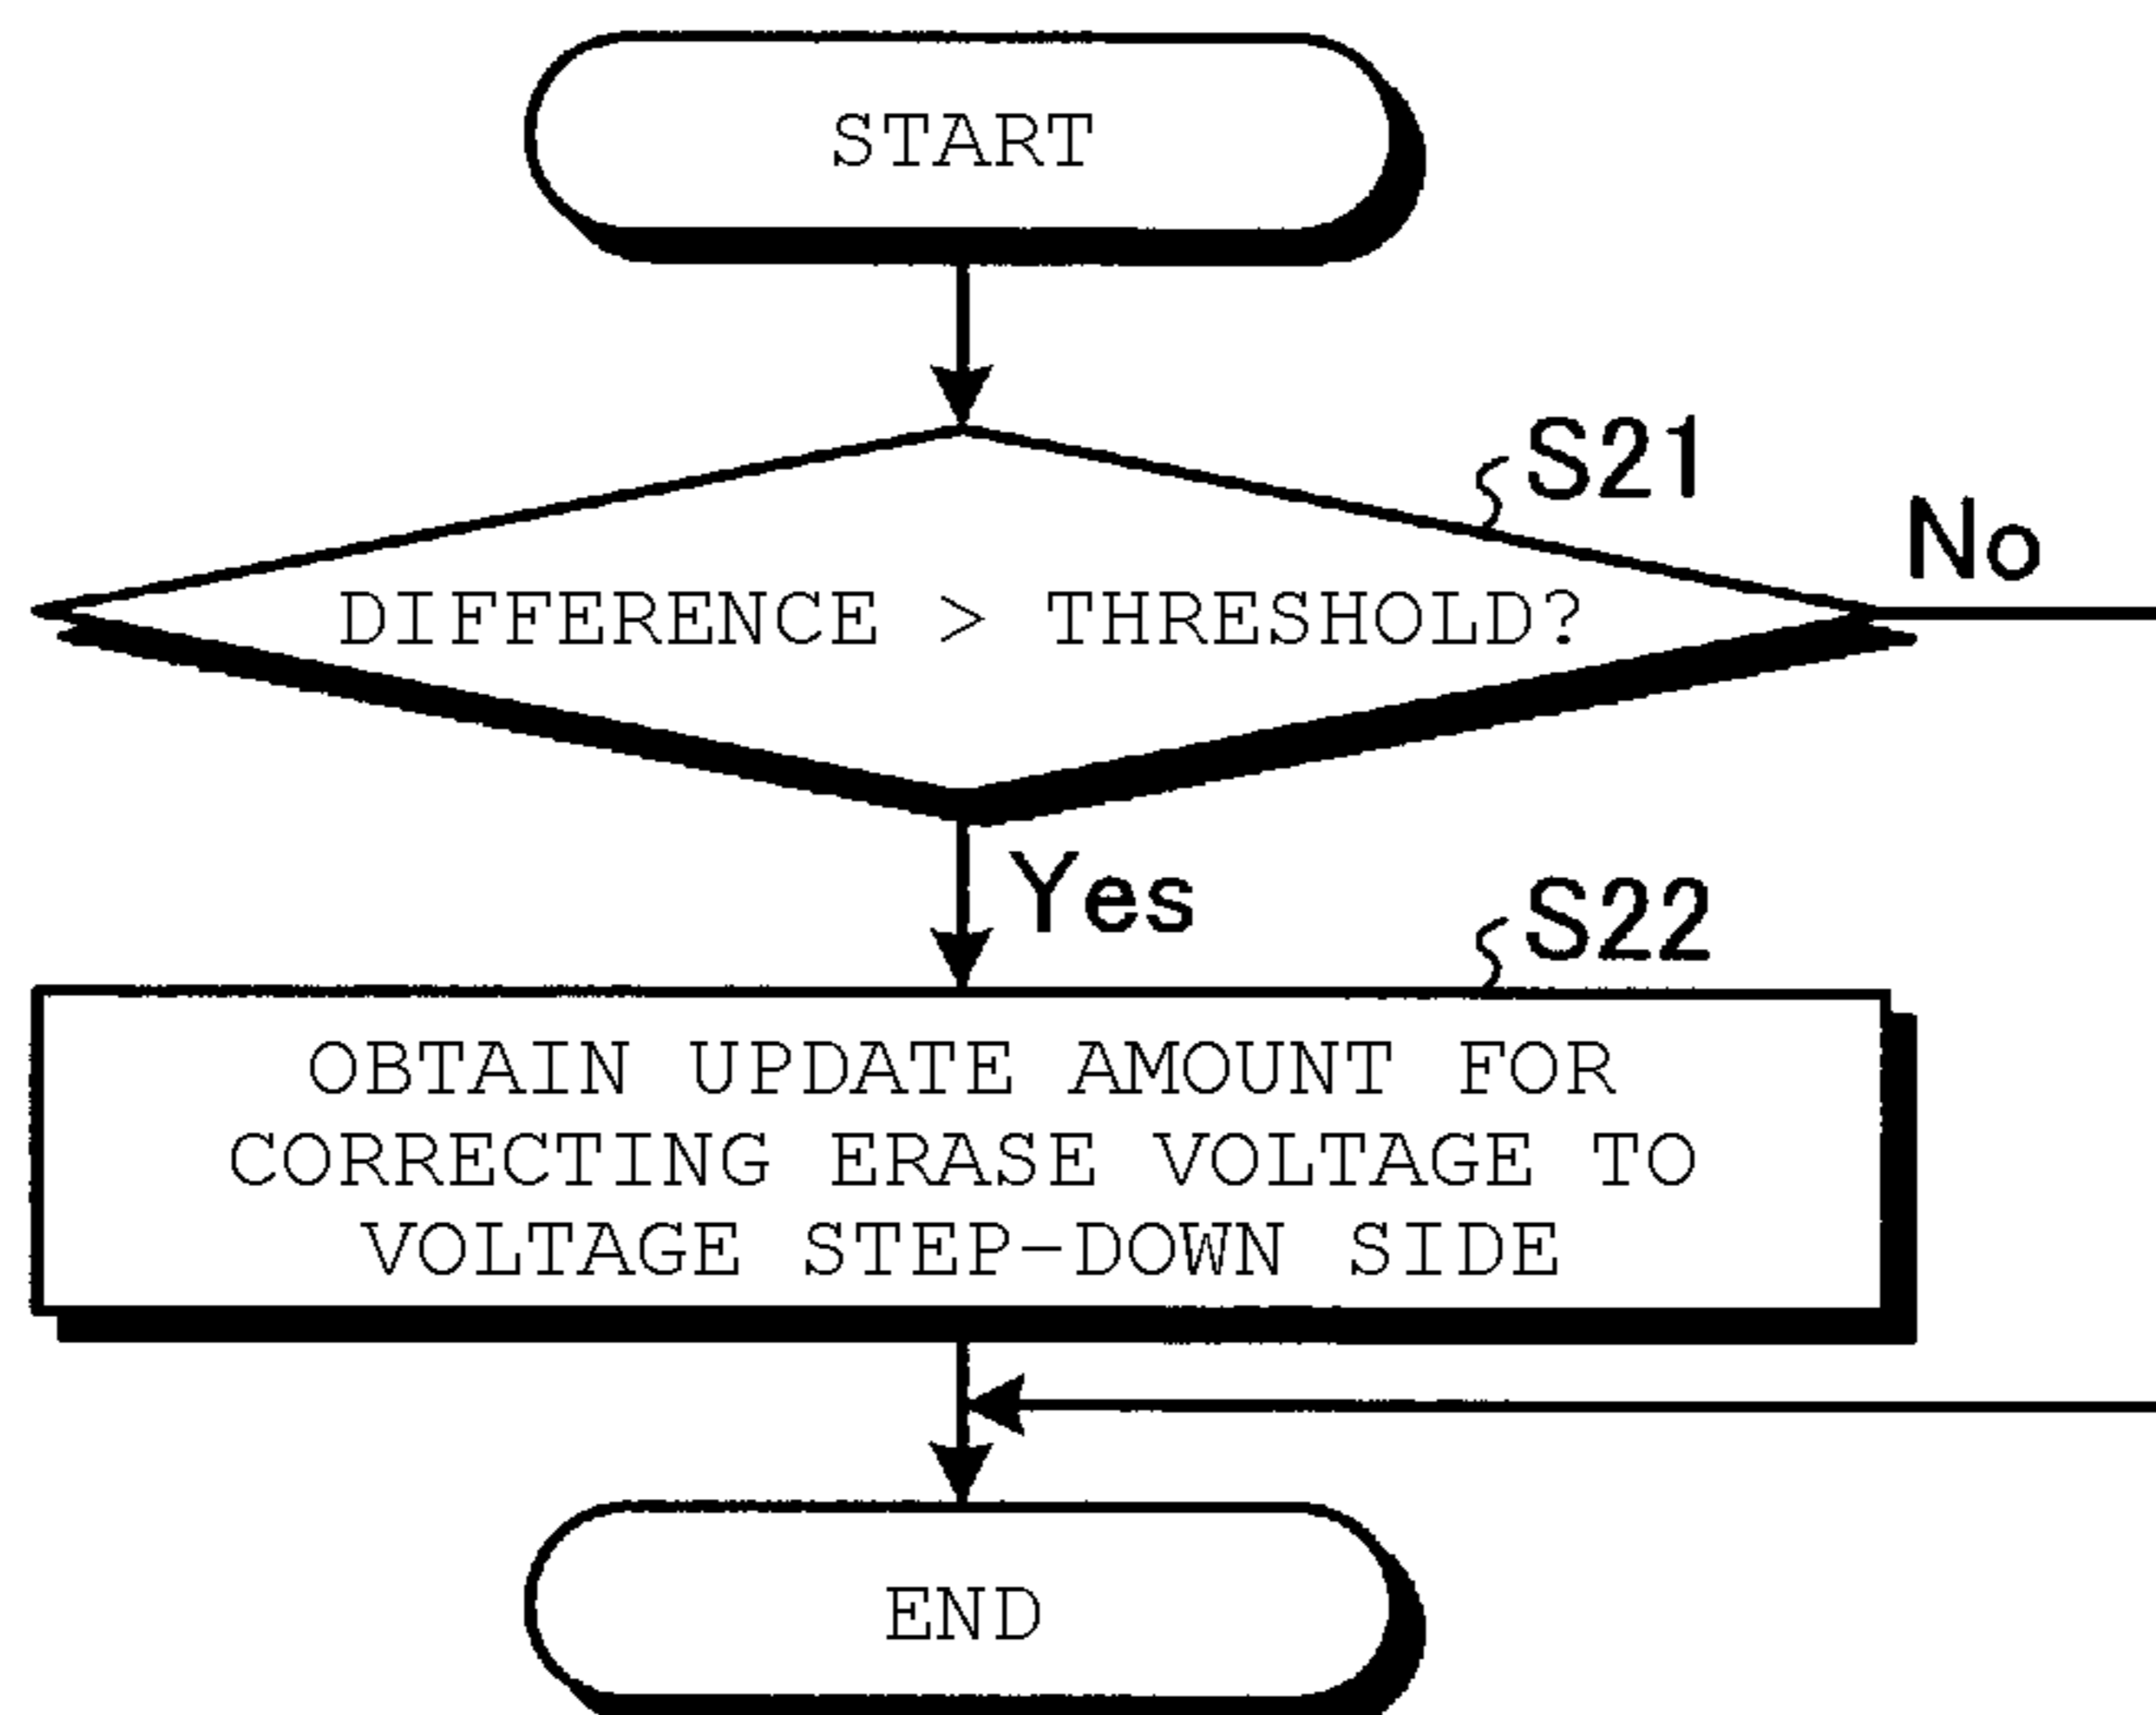 START
S21
No
DIFFERENCE > THRESHOLD?
Yes
S22
OBTAIN UPDATE AMOUNT FOR
CORRECTING ERASE VOLTAGE TO
VOLTAGE STEP-DOWN SIDE
END